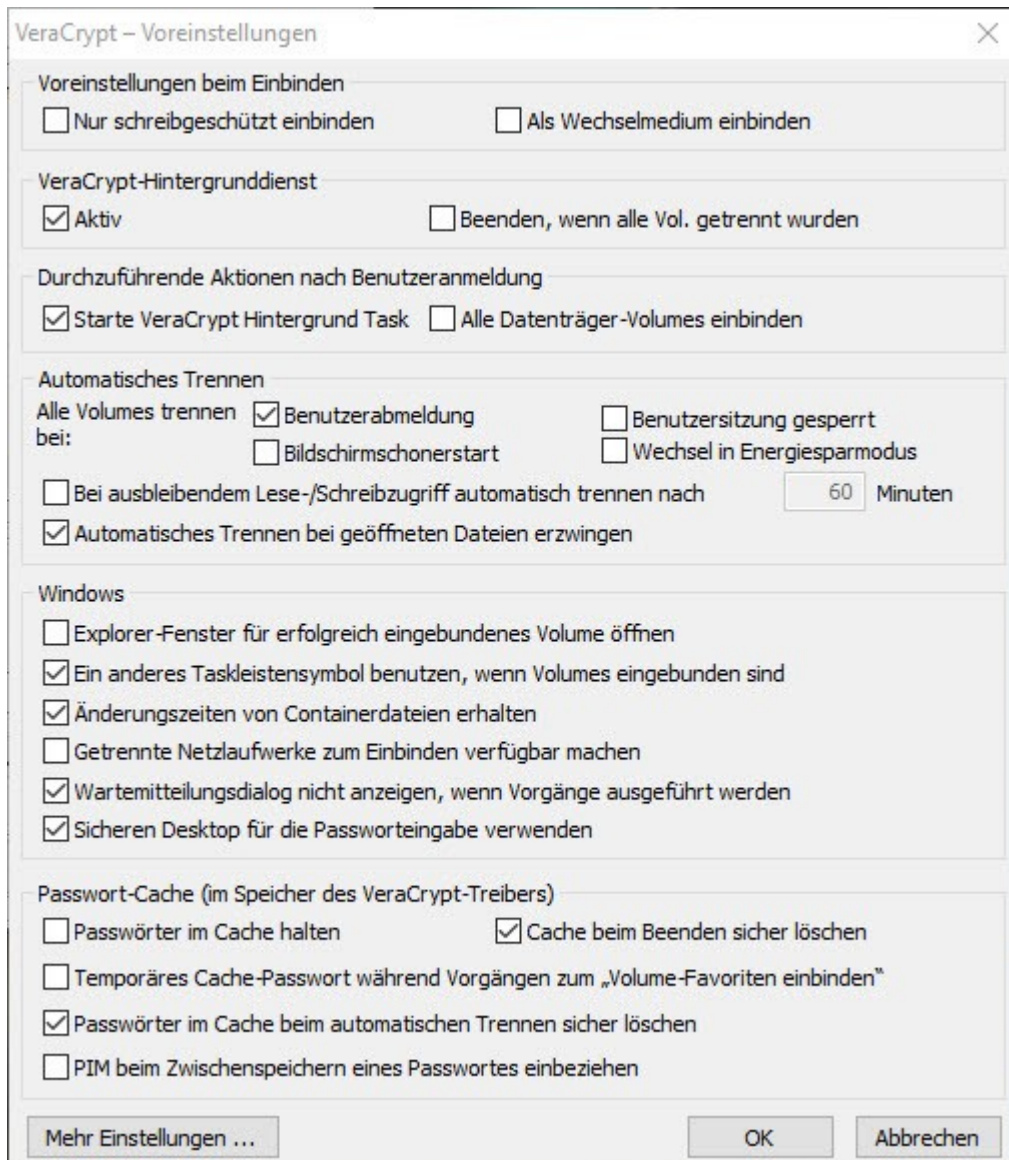 VeraCrypt – Voreinstellungen
Voreinstellungen beim Einbinden
Nur schreibgeschützt einbinden
Als Wechselmedium einbinden
VeraCrypt-Hintergrunddienst
Aktiv
Beenden, wenn alle Vol. getrennt wurden
Durchzuführende Aktionen nach Benutzeranmeldung
Starte VeraCrypt Hintergrund Task
Alle Datenträger-Volumes einbinden
Automatisches Trennen
Alle Volumes trennen
bei:
Benutzerabmeldung
Benutzersitzung gesperrt
Bildschirmschonerstart
Wechsel in Energiesparmodus
Bei ausbleibendem Lese-/Schreibzugriff automatisch trennen nach
60
Minuten
Automatisches Trennen bei geöffneten Dateien erzwingen
Windows
Explorer-Fenster für erfolgreich eingebundenes Volume öffnen
Ein anderes Taskleistensymbol benutzen, wenn Volumes eingebunden sind
Änderungszeiten von Containerdateien erhalten
Getrennte Netzlaufwerke zum Einbinden verfügbar machen
Wartemitteilungsdialog nicht anzeigen, wenn Vorgänge ausgeführt werden
Sicheren Desktop für die Passworteingabe verwenden
Passwort-Cache (im Speicher des VeraCrypt-Treibers)
Passwörter im Cache halten
Cache beim Beenden sicher löschen
Temporäres Cache-Passwort während Vorgängen zum „Volume-Favoriten einbinden“
Passwörter im Cache beim automatischen Trennen sicher löschen
PIM beim Zwischenspeichern eines Passwortes einbeziehen
Mehr Einstellungen ...
OK
Abbrechen